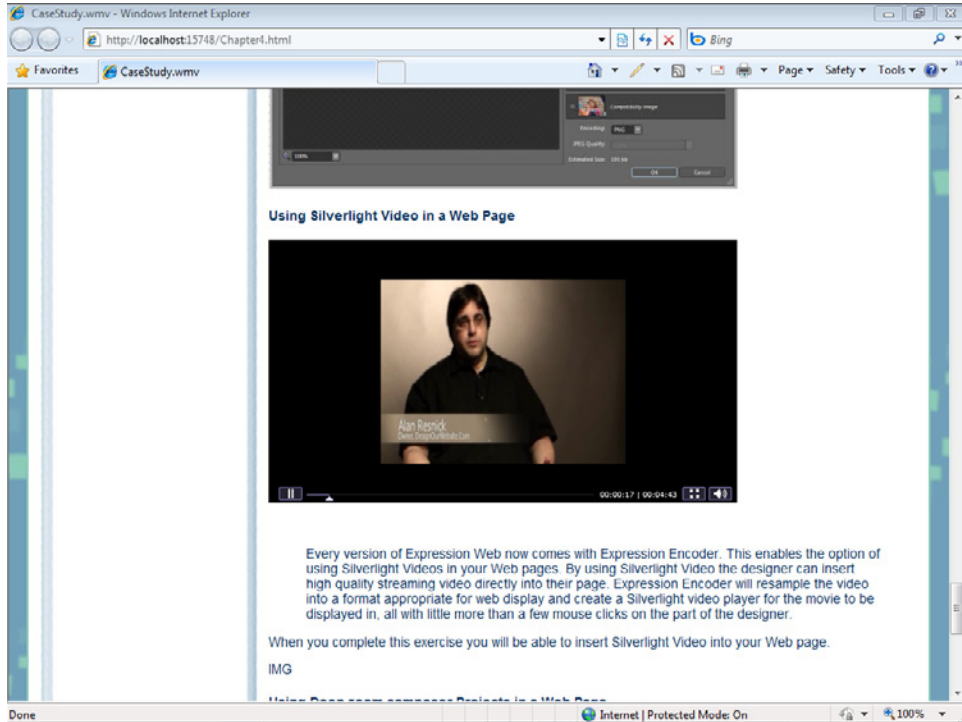 CaseStudy.wmv - Windows Internet Explorer
http://localhost:15748/Chapter4.html
Bing
Favorites
CaseStudy.wmv
Page
Safety
Tools
Compatibility Image
Encoding: PNG
JPEG Quality:
100%
Estimated Size:
OK Cancel
Using Silverlight Video in a Web Page
Alan Resnick
Owner, DesignOurWebsite.Com
00:00:17 | 00:04:43
Every version of Expression Web now comes with Expression Encoder. This enables the option of
using Silverlight Videos in your Web pages. By using Silverlight Video the designer can insert
high quality streaming video directly into their page. Expression Encoder will resample the video
into a format appropriate for web display and create a Silverlight video player for the movie to be
displayed in, all with little more than a few mouse clicks on the part of the designer.
When you complete this exercise you will be able to insert Silverlight Video into your Web page.
IMG
Done
Internet | Protected Mode: On
100%